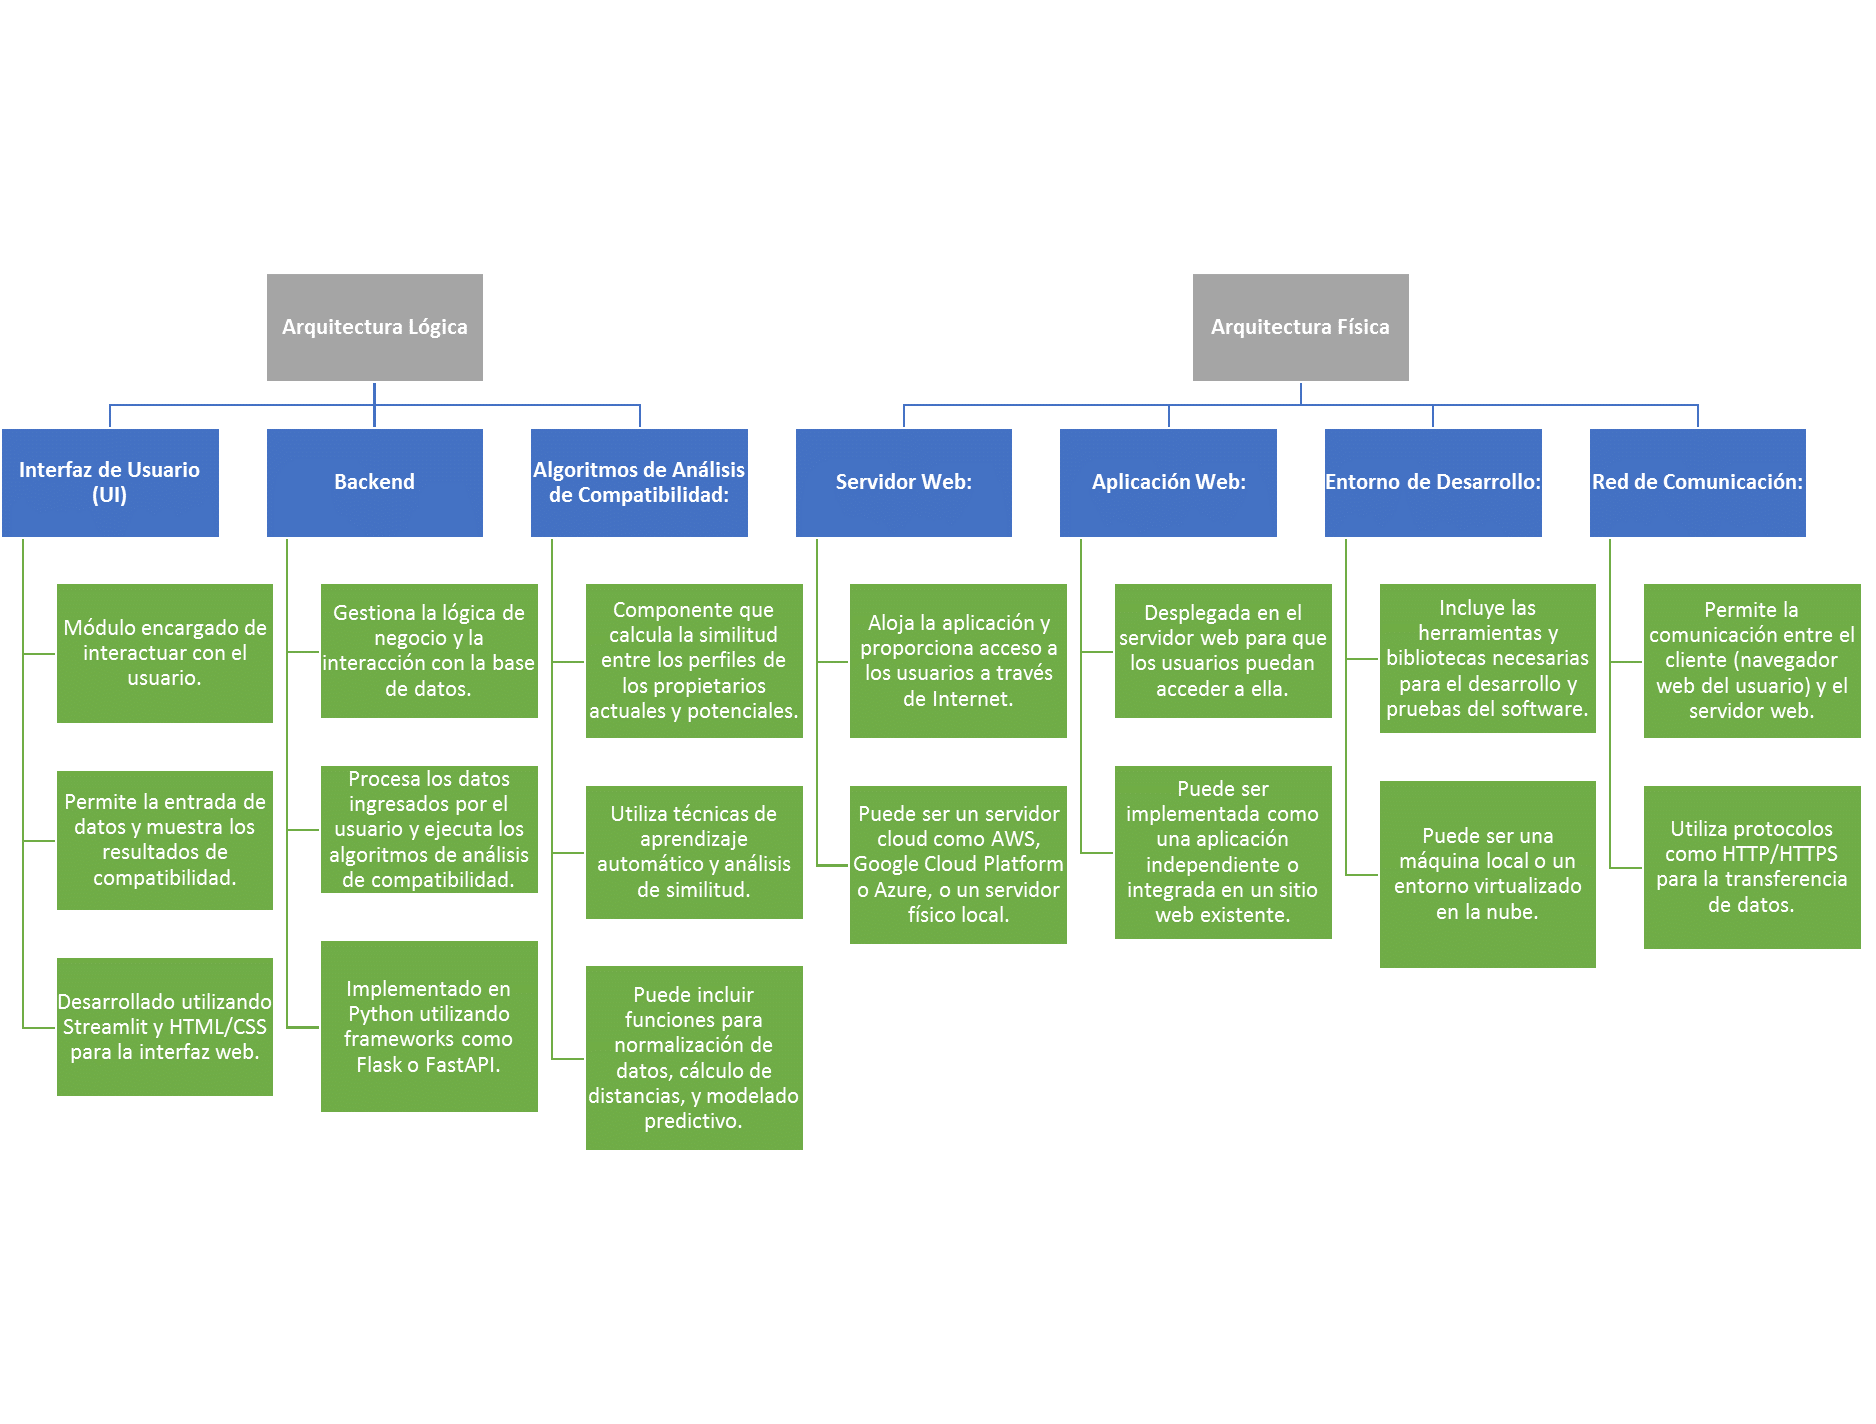 Arquitectura Lógica
Interfaz de Usuario
(UI)
Módulo encargado de
interactuar con el
usuario.
Permite la entrada de
datos y muestra los
resultados de
compatibilidad.
Desarrollado utilizando
Streamlit y HTML/CSS
para la interfaz web.
Backend
Gestiona la lógica de
negocio y la
interacción con la base
de datos.
Procesa los datos
ingresados por el
usuario y ejecuta los
algoritmos de análisis
de compatibilidad.
Implementado en
Python utilizando
frameworks como
Flask o FastAPI.
Algoritmos de Análisis
de Compatibilidad:
Componente que
calcula la similitud
entre los perfiles de
los propietarios
actuales y potenciales.
Utiliza técnicas de
aprendizaje
automático y análisis
de similitud.
Puede incluir
funciones para
normalización de
datos, cálculo de
distancias, y modelado
predictivo.
Arquitectura Física
Servidor Web:
Aloja la aplicación y
proporciona acceso a
los usuarios a través
de Internet.
Puede ser un servidor
cloud como AWS,
Google Cloud Platform
o Azure, o un servidor
físico local.
Aplicación Web:
Desplegada en el
servidor web para que
los usuarios puedan
acceder a ella.
Puede ser
implementada como
una aplicación
independiente o
integrada en un sitio
web existente.
Entorno de Desarrollo:
Incluye las
herramientas y
bibliotecas necesarias
para el desarrollo y
pruebas del software.
Puede ser una
máquina local o un
entorno virtualizado
en la nube.
Red de Comunicación:
Permite la
comunicación entre el
cliente (navegador
web del usuario) y el
servidor web.
Utiliza protocolos
como HTTP/HTTPS
para la transferencia
de datos.